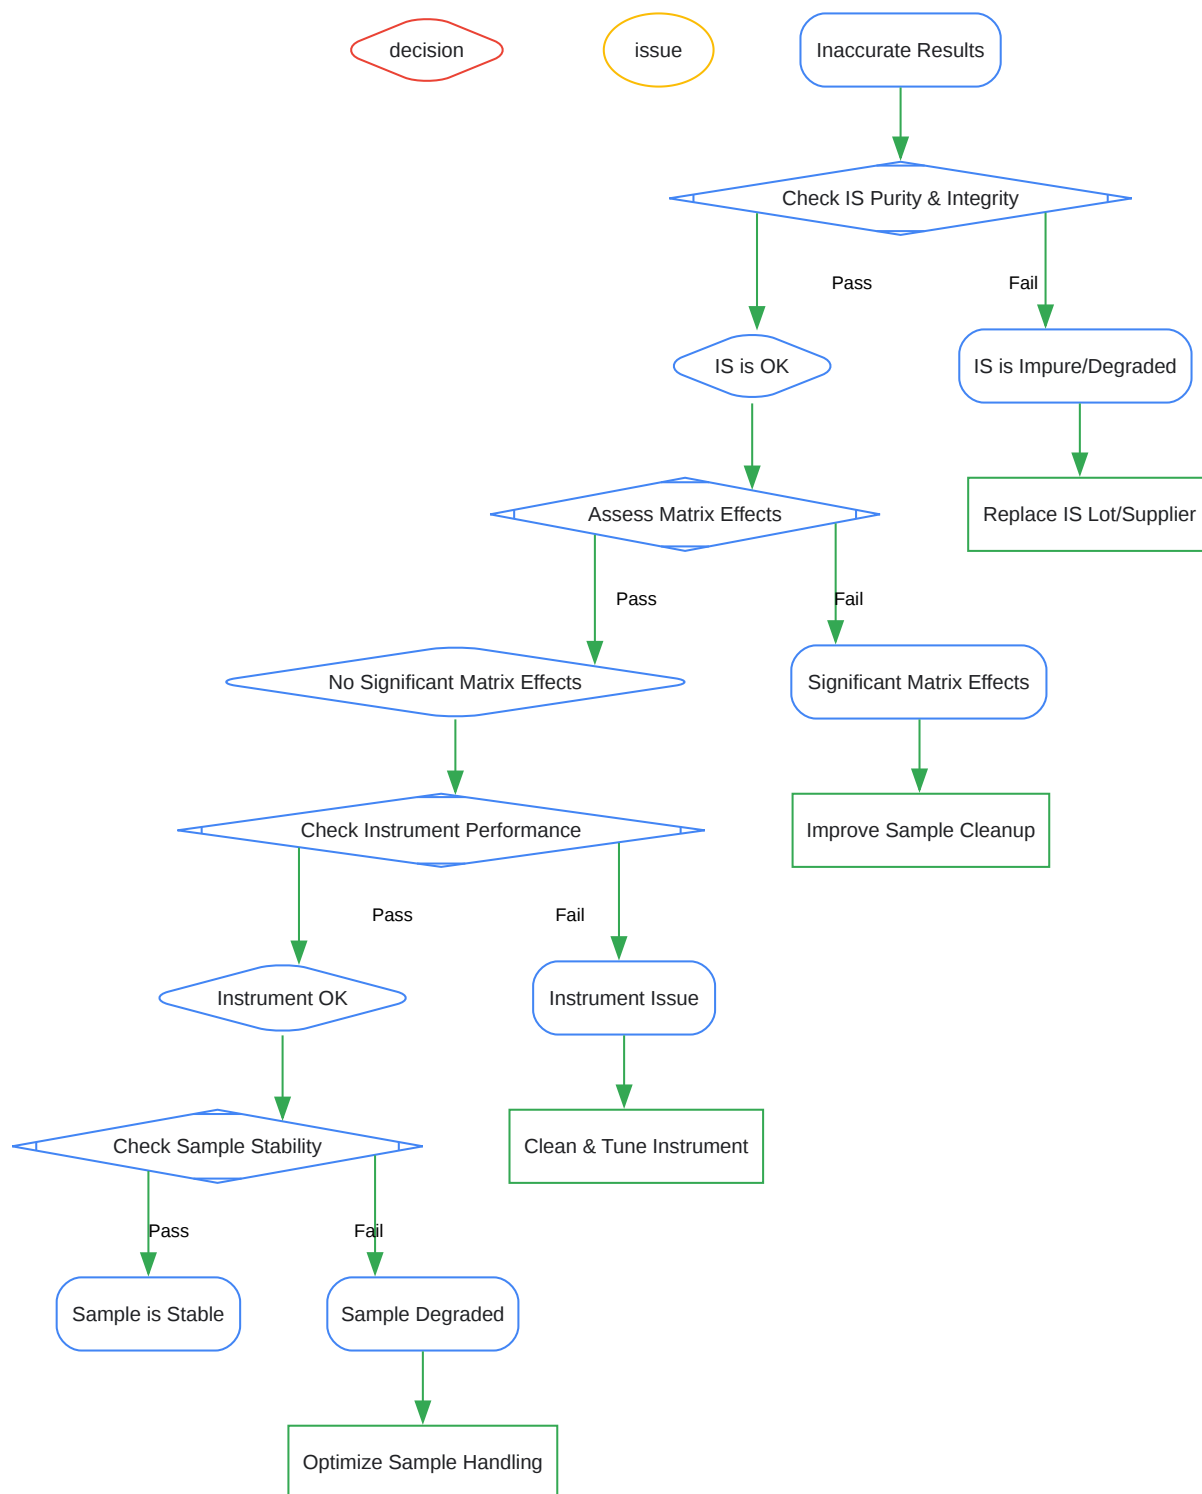 decision
issue
Inaccurate Results
Check IS Purity & Integrity
Pass
Fail
IS is OK
IS is Impure/Degraded
Assess Matrix Effects
Replace IS Lot/Supplier
Pass
Fail
No Significant Matrix Effects
Significant Matrix Effects
Check Instrument Performance
Improve Sample Cleanup
Pass
Fail
Instrument OK
Instrument Issue
Check Sample Stability
Clean & Tune Instrument
Pass
Fail
Sample is Stable
Sample Degraded
Optimize Sample Handling